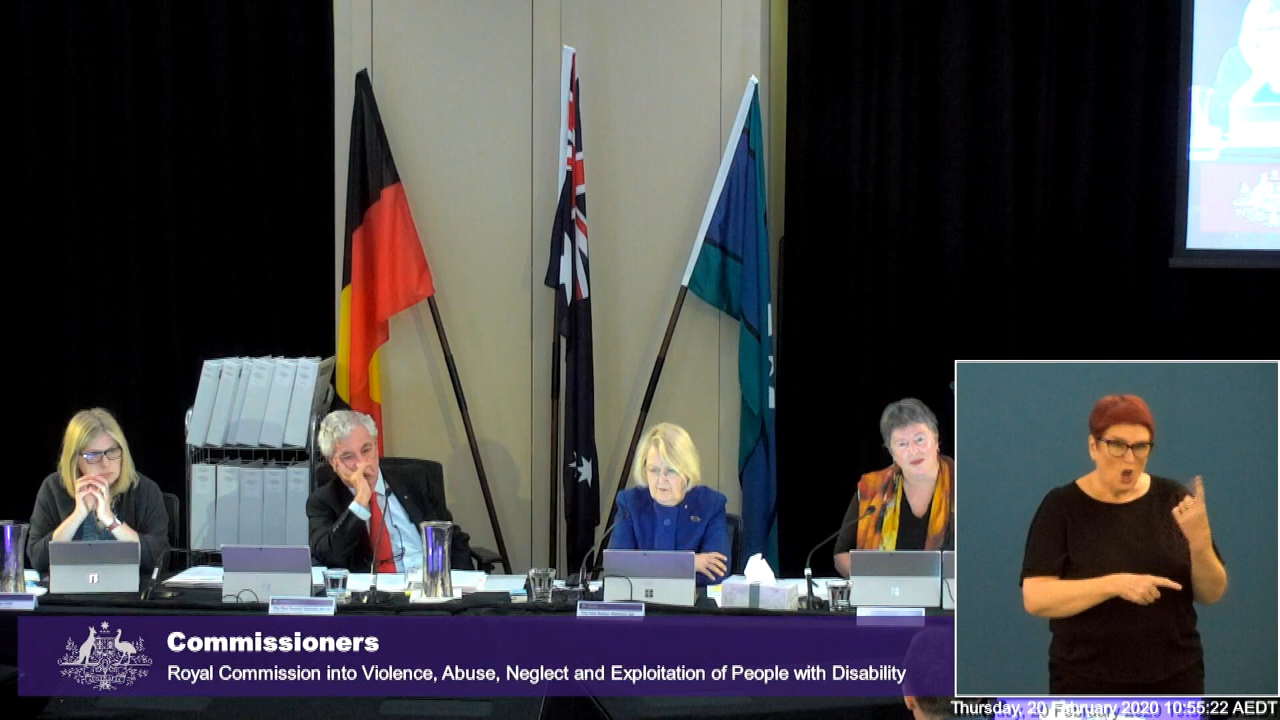 Commissioners
Royal Commission into Violence, Abuse, Neglect and Exploitation of People with Disability
Thursday, 20 February 2020 10:55:22 AEDT